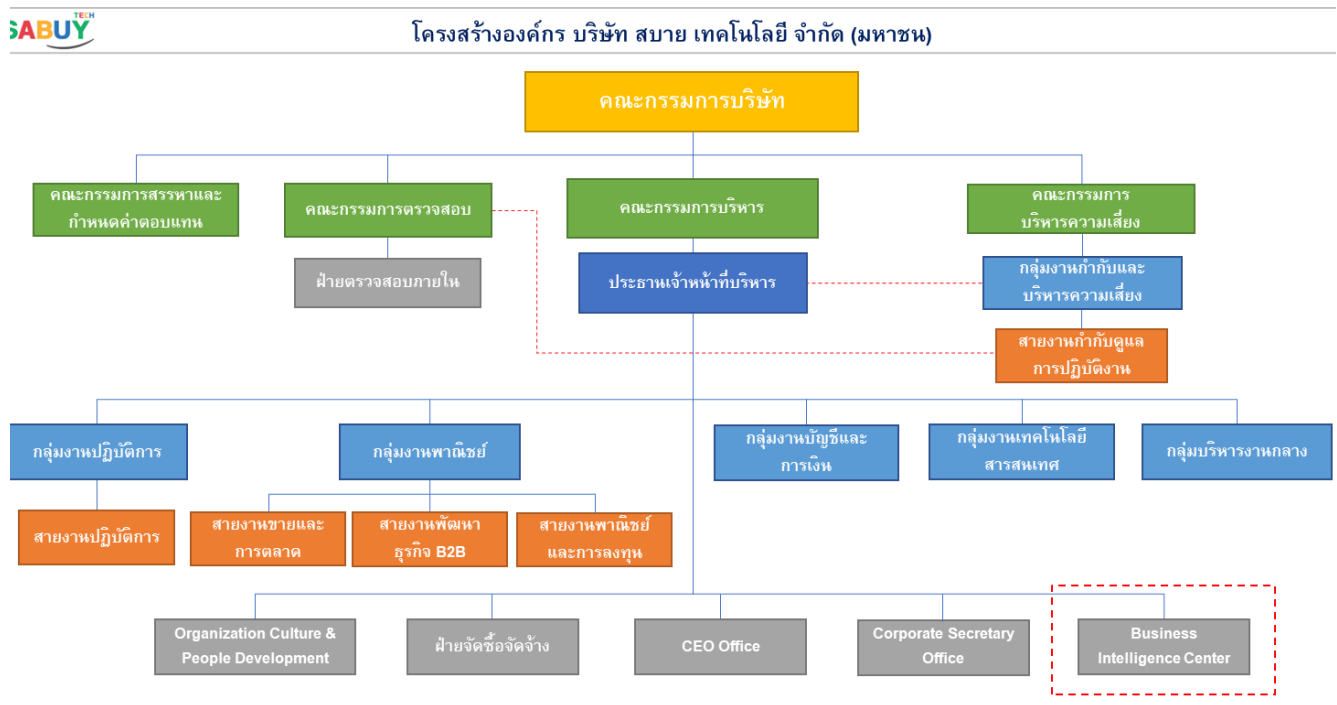 TECH
SABUY
โครงสร้างองค์กร บริษัท สบาย เทคโนโลยี จำกัด (มหาชน)
คณะกรรมการบริษัท
คณะกรรมการสรรหาและ
กำหนดค่าตอบแทน
คณะกรรมการตรวจสอบ
คณะกรรมการบริหาร
คณะกรรมการ
บริหารความเสี่ยง
ฝ่ายตรวจสอบภายใน
ประธานเจ้าหน้าที่บริหาร
กลุ่มงานกำกับและ
บริหารความเสี่ยง
สายงานกำกับดูแล
การปฏิบัติงาน
กลุ่มงานปฏิบัติการ
กลุ่มงานพาณิชย์
กลุ่มงานบัญชีและ
การเงิน
กลุ่มงานเทคโนโลยี
สารสนเทศ
กลุ่มบริหารงานกลาง
สายงานปฏิบัติการ
สายงานขายและ
การตลาด
สายงานพัฒนา
ธุรกิจ B2B
สายงานพาณิชย์
และการลงทุน
Organization Culture &
People Development
ฝ่ายจัดซื้อจัดจ้าง
CEO Office
Corporate Secretary
Office
Business
Intelligence Center